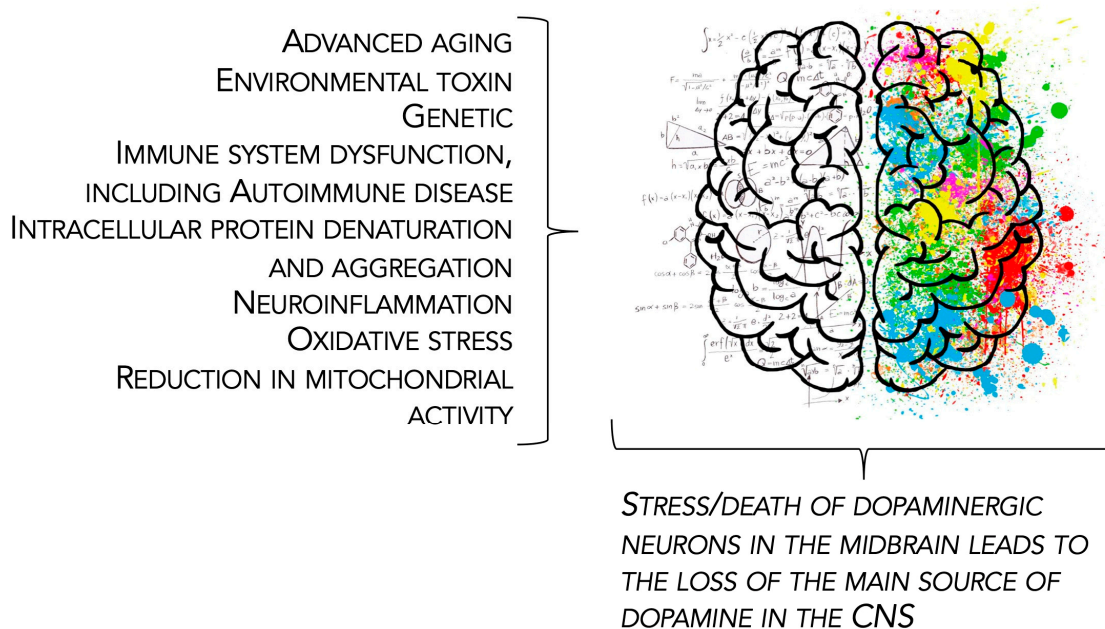 ADVANCED AGING
ENVIRONMENTAL TOXIN
GENETIC
IMMUNE SYSTEM DYSFUNCTION,
INCLUDING AUTOIMMUNE DISEASE
INTRACELLULAR PROTEIN DENATURATION
AND AGGREGATION
NEUROINFLAMMATION
OXIDATIVE STRESS
REDUCTION IN MITOCHONDRIAL
ACTIVITY
STRESS/DEATH OF DOPAMINERGIC
NEURONS IN THE MIDBRAIN LEADS TO
THE LOSS OF THE MAIN SOURCE OF
DOPAMINE IN THE CNS